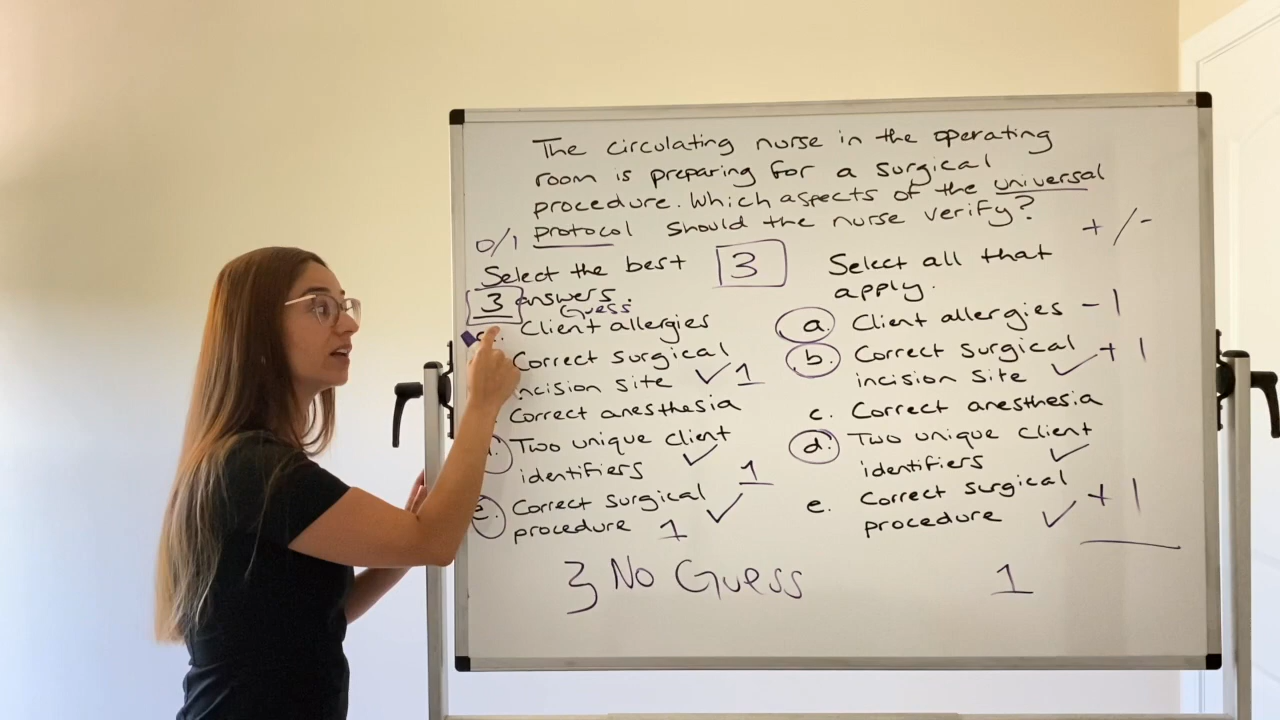 The circulating nurse in the operating
room is preparing for a surgical
procedure. Which aspects of the universal
protocol should the nurse verify?
0/1
Select the best
3 answers.
Guess
Client allergies
Correct surgical
incision site ✓ 1
Correct anesthesia
Two unique client
identifiers ✓ 1
e. Correct surgical
procedure ✓ 1
3 No Guess
3
+/-
Select all that
apply.
a. Client allergies -1
b. Correct surgical
incision site ✓ +1
c. Correct anesthesia
d. Two unique client
identifiers ✓
e. Correct surgical
procedure ✓ +1
1